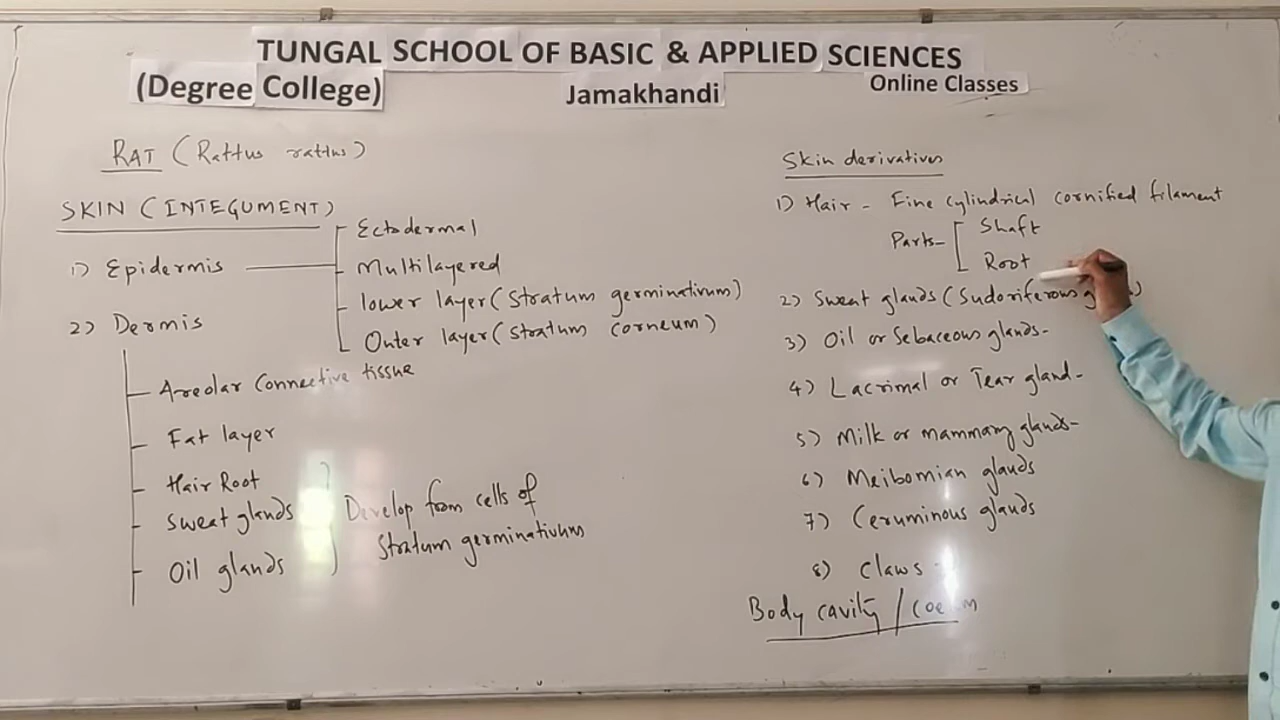 TUNGAL SCHOOL OF BASIC & APPLIED SCIENCES
(Degree College) Jamakhandi Online Classes
RAT (Rattus rattus)
SKIN (INTEGUMENT)
1) Epidermis
Ectodermal
Multilayered
lower layer (Stratum germinativum)
Outer layer (Stratum corneum)
2) Dermis
Areolar Connective tissue
Fat layer
Hair Root
Sweat glands
Oil glands
Develop from cells of
Stratum germinativum
Skin derivatives
1) Hair - Fine cylindrical cornified filament
Parts-
Shaft
Root
2) Sweat glands (Sudoriferous
3) Oil or Sebaceous glands-
4) Lacrimal or Tear gland-
5) Milk or mammary glands-
6) Meibomian glands
7) Ceruminous glands
8) Claws -
Body cavity /